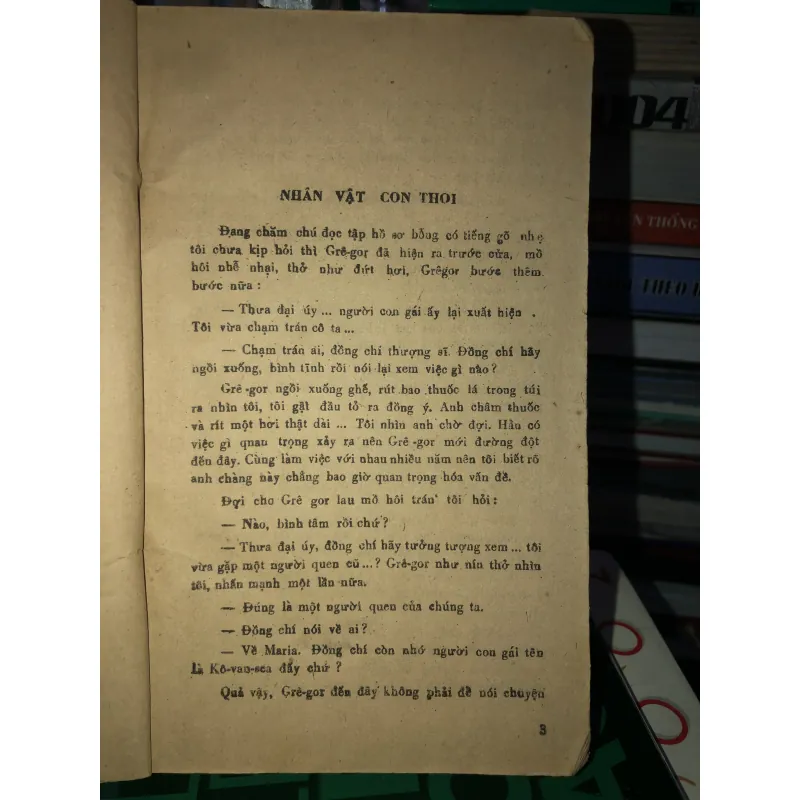 NHÂN VẬT CON THOI
Đang chăm chú đọc tập hồ sơ bỗng có tiếng gõ nhẹ
tôi chưa kịp hỏi thì Grê-gor đã hiện ra trước cửa, mồ
hôi nhễ nhại, thở như đứt hơi, Grêgor bước thêm
bước nữa :
— Thưa đại úy ... người con gái ấy lại xuất hiện .
Tôi vừa chạm trán cô ta ...
— Chạm trán ai, đồng chí thượng sĩ. Đồng chí hãy
ngồi xuống, bình tĩnh rồi nói lại xem việc gì nào ?
Grê-gor ngồi xuống ghế, rút bao thuốc lá trong túi
ra nhìn tôi, tôi gật đầu tỏ ra đồng ý. Anh châm thuốc
và rít một hơi thật dài ... Tôi nhìn anh chờ đợi. Hẳn có
việc gì quan trọng xảy ra nên Grê-gor mới đường đột
đến đây. Cùng làm việc với nhau nhiều năm nên tôi biết rõ
anh chàng này chẳng bao giờ quan trọng hóa vấn đề.
Đợi cho Grê gor lau mồ hôi trán tôi hỏi :
— Nào, bình tâm rồi chứ ?
— Thưa đại úy, đồng chí hãy tưởng tượng xem ... tôi
vừa gặp một người quen cũ ... ? Grê-gor như nín thở nhìn
tôi, nhấn mạnh một lần nữa.
— Đúng là một người quen của chúng ta.
— Đồng chí nói về ai ?
— Về Maria. Đồng chí còn nhớ người con gái tên
là Kô-van-sca đấy chứ ?
Quả vậy, Grê-gor đến đây không phải để nói chuyện
3
004
THỐNG
THEO